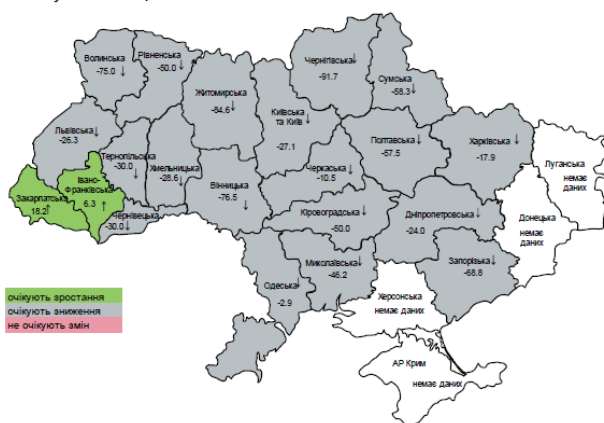 Волинська
-75.0 ↓
Рівненська
-50.0 ↓
Житомирська
-84.6 ↓
Київська ↓
та Київ
-27.1
Чернігівська ↓
-91.7
Сумська
-58.3 ↓
Львівська ↓
-26.3
Тернопільська
-30.0 ↓
Хмельницька
-28.6 ↓
Вінницька ↓
-76.5
Черкаська ↓
-10.5
Полтавська ↓
-57.5
Харківська ↓
-17.9
Луганська
немає
даних
Закарпатська
18.2 ↑
Івано-
Франківська
6.3 ↑
Чернівецька
-30.0 ↓
Кіровоградська ↓
-50.0
Дніпропетровська ↓
-24.0
Донецька
немає
даних
Одеська ↓
-2.9
Миколаївська ↓
-46.2
Запорізька ↓
-68.8
Херсонська
немає даних
АР Крим
немає даних
очікують зростання
очікують зниження
не очікують змін